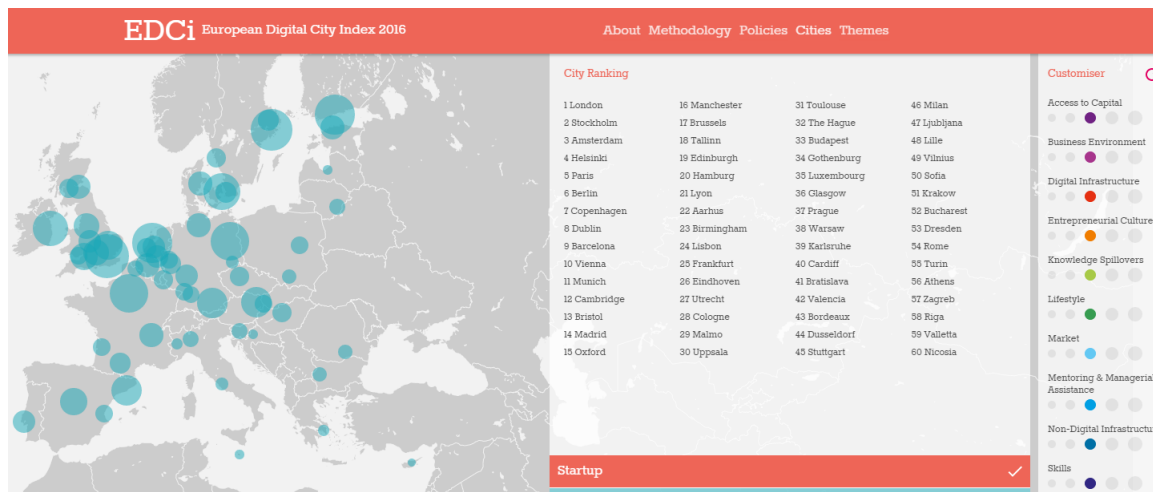 EDCi European Digital City Index 2016
About Methodology Policies Cities Themes
City Ranking
1 London
2 Stockholm
3 Amsterdam
4 Helsinki
5 Paris
6 Berlin
7 Copenhagen
8 Dublin
9 Barcelona
10 Vienna
11 Munich
12 Cambridge
13 Bristol
14 Madrid
15 Oxford
16 Manchester
17 Brussels
18 Tallinn
19 Edinburgh
20 Hamburg
21 Lyon
22 Aarhus
23 Birmingham
24 Lisbon
25 Frankfurt
26 Eindhoven
27 Utrecht
28 Cologne
29 Malmo
30 Uppsala
31 Toulouse
32 The Hague
33 Budapest
34 Gothenburg
35 Luxembourg
36 Glasgow
37 Prague
38 Warsaw
39 Karlsruhe
40 Cardiff
41 Bratislava
42 Valencia
43 Bordeaux
44 Dusseldorf
45 Stuttgart
46 Milan
47 Ljubljana
48 Lille
49 Vilnius
50 Sofia
51 Krakow
52 Bucharest
53 Dresden
54 Rome
55 Turin
56 Athens
57 Zagreb
58 Riga
59 Valletta
60 Nicosia
Startup
Customiser
Access to Capital
Business Environment
Digital Infrastructure
Entrepreneurial Culture
Knowledge Spillovers
Lifestyle
Market
Mentoring & Managerial
Assistance
Non-Digital Infrastructu
Skills